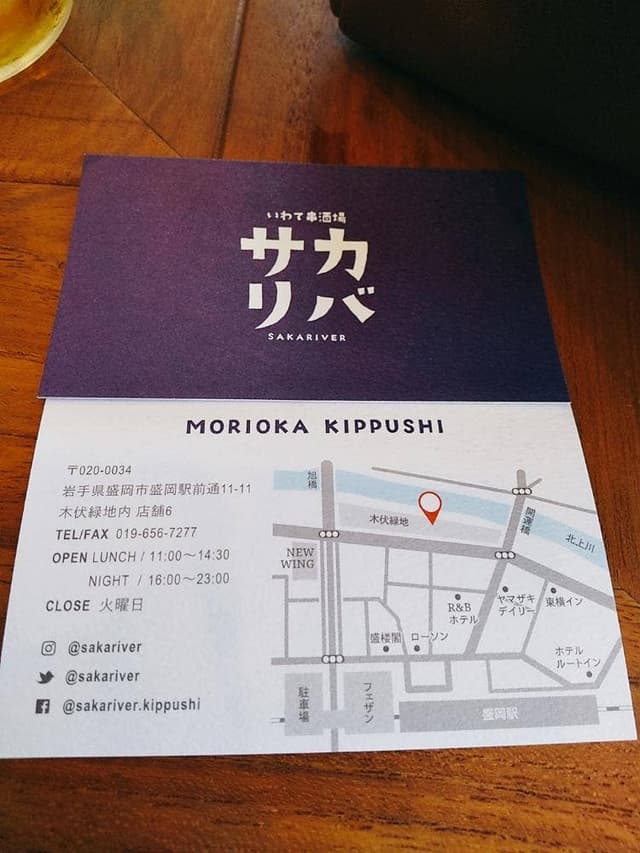 いわて串酒場
サカ
リバ
SAKARIVER
MORIOKA KIPPUSHI
〒020-0034
岩手県盛岡市盛岡駅前通11-11
木伏緑地内 店舗6
TEL/FAX 019-656-7277
OPEN LUNCH / 11:00〜14:30
NIGHT / 16:00〜23:00
CLOSE 火曜日
@sakariver
@sakariver
@sakariver.kippushi
旭橋
木伏緑地
開運橋
北上川
NEW
WING
R&B
ホテル
ヤマザキ
デイリー
東横イン
盛楼閣
ローソン
ホテル
ルートイン
駐車場
フェザン
盛岡駅